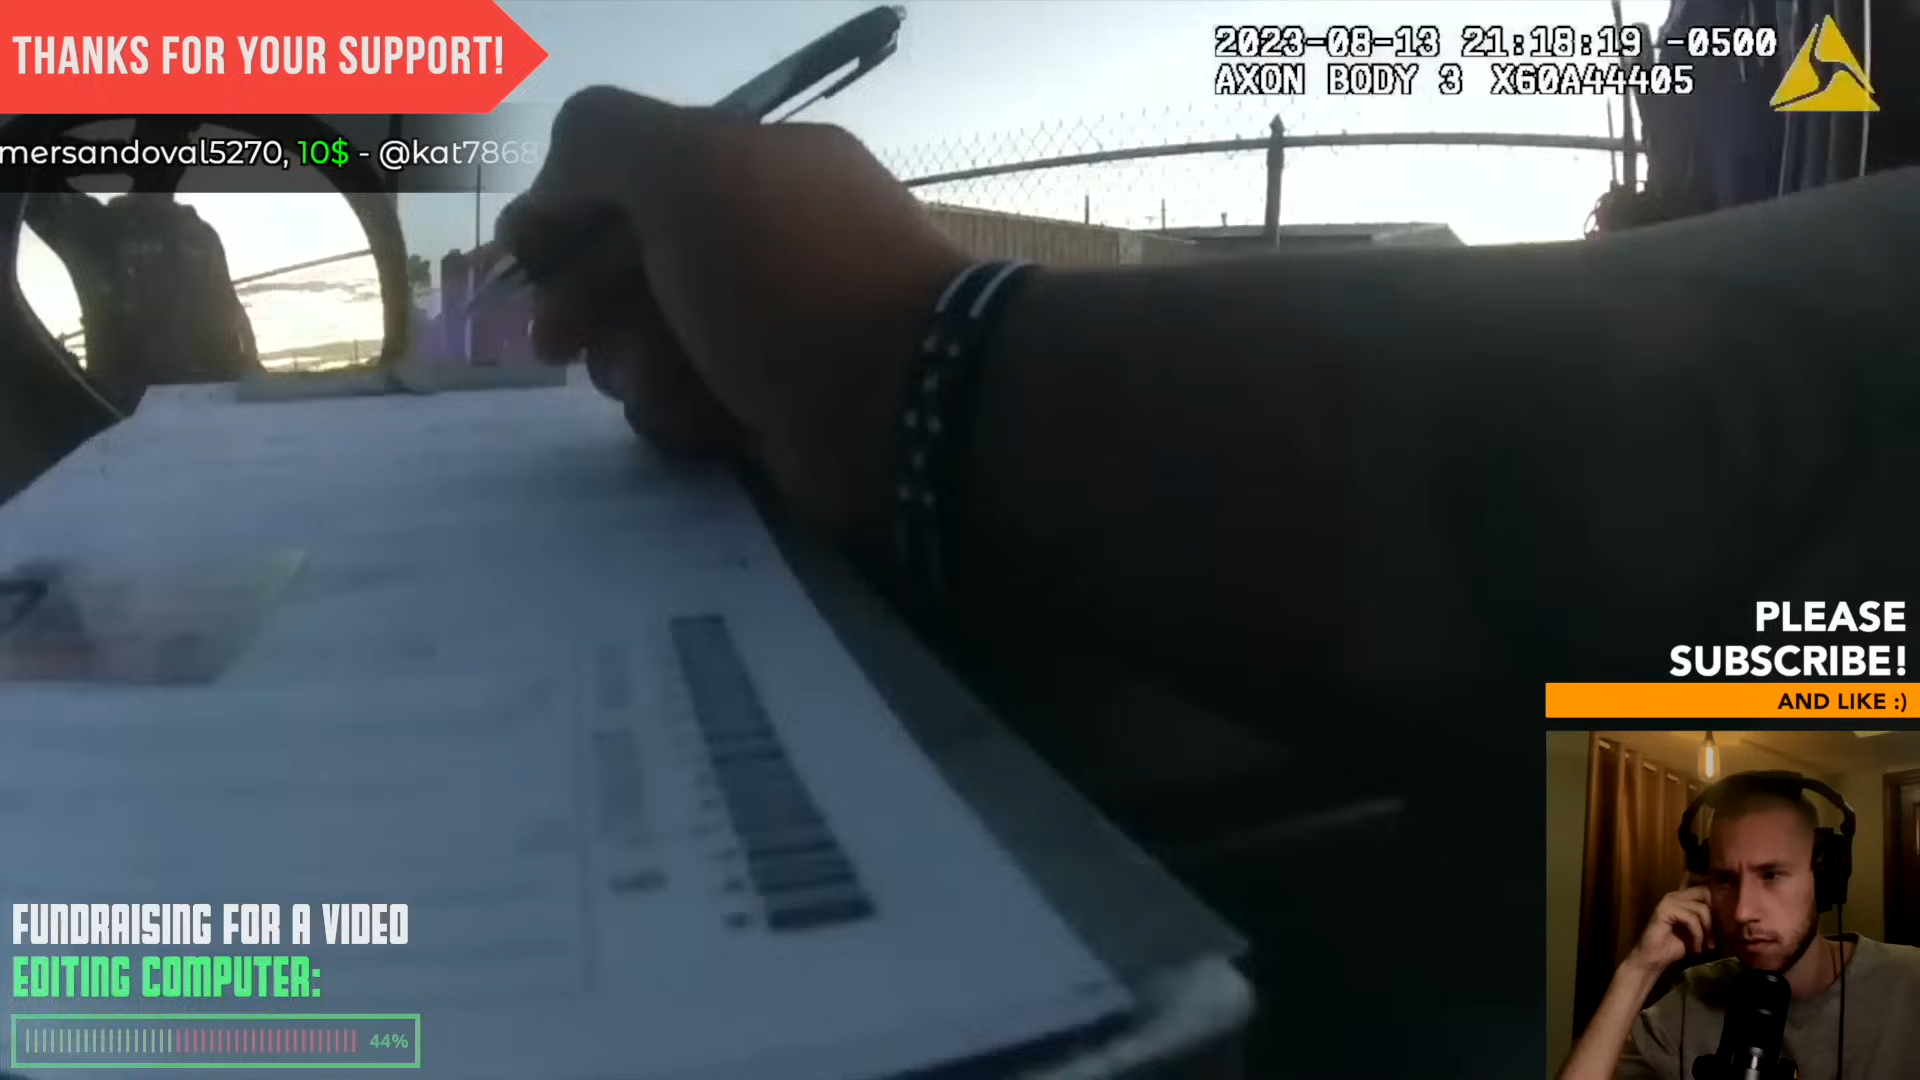 THANKS FOR YOUR SUPPORT!
mersandoval5270, 10$ - @kat7868
2023-08-13 21:18:19 -0500
AXON BODY 3 X60A44405
PLEASE
SUBSCRIBE!
AND LIKE :)
FUNDRAISING FOR A VIDEO
EDITING COMPUTER:
44%